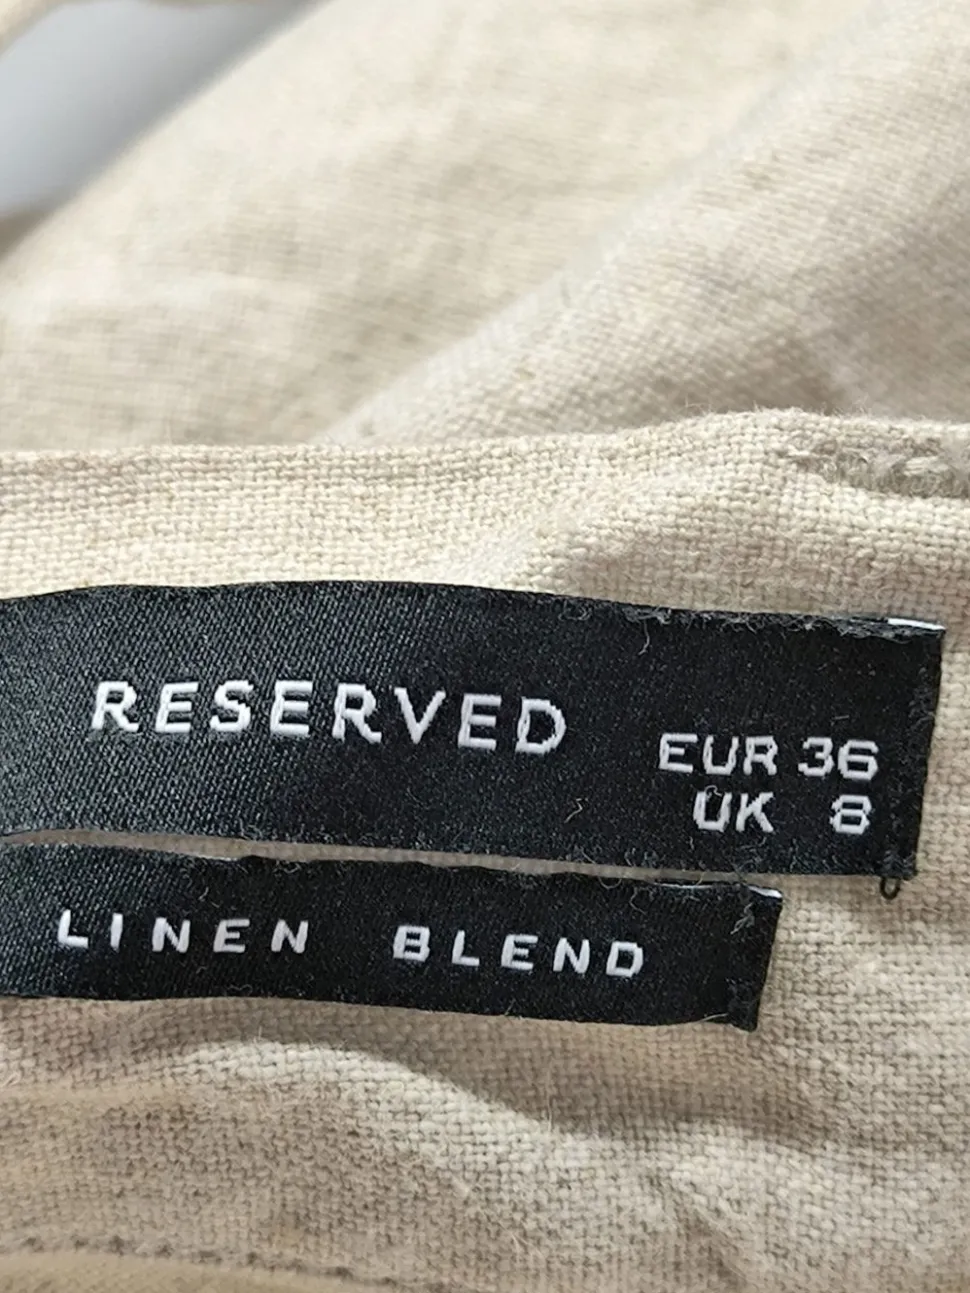 RESERVED
EUR 36
UK 8
LINEN BLEND